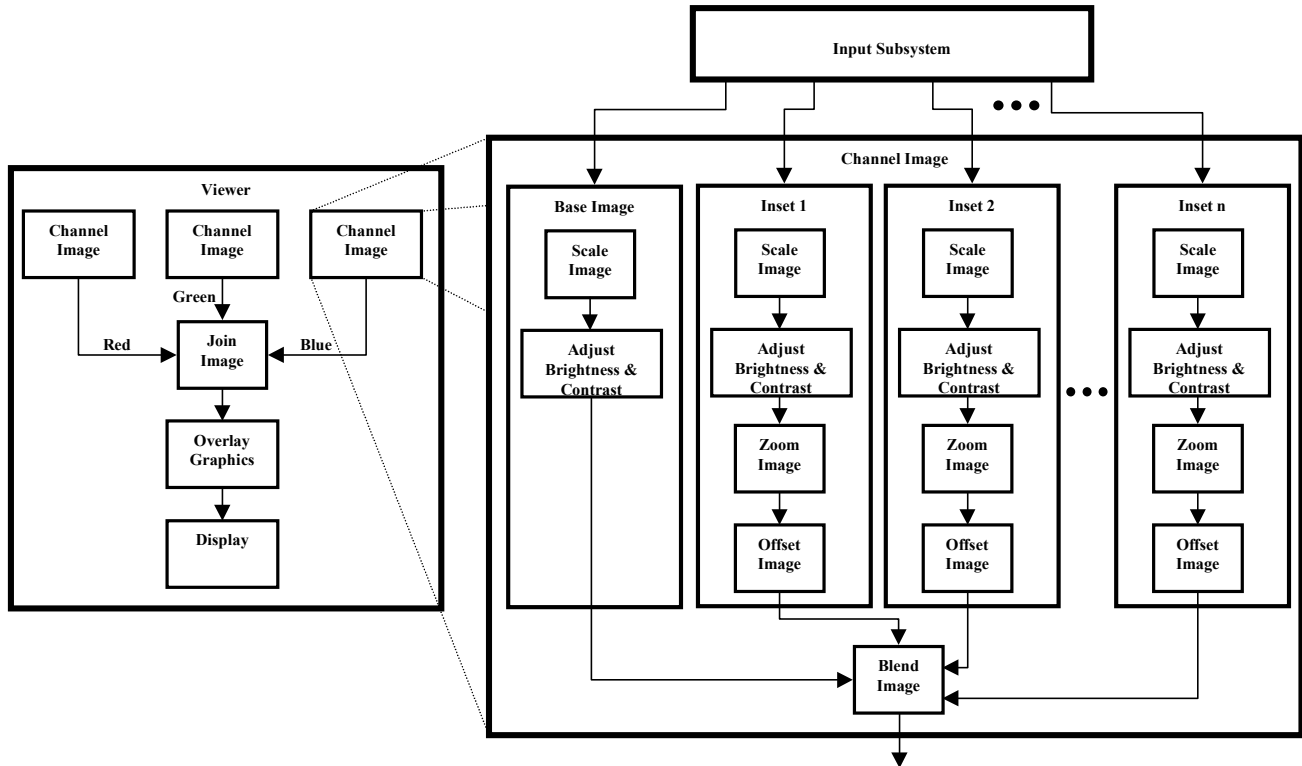 Input Subsystem
Viewer
Channel
Image
Channel
Image
Channel
Image
Green
Red
Blue
Join
Image
Overlay
Graphics
Display
Channel Image
Base Image
Scale
Image
Adjust
Brightness &
Contrast
Inset 1
Scale
Image
Adjust
Brightness &
Contrast
Zoom
Image
Offset
Image
Inset 2
Scale
Image
Adjust
Brightness &
Contrast
Zoom
Image
Offset
Image
Inset n
Scale
Image
Adjust
Brightness &
Contrast
Zoom
Image
Offset
Image
Blend
Image